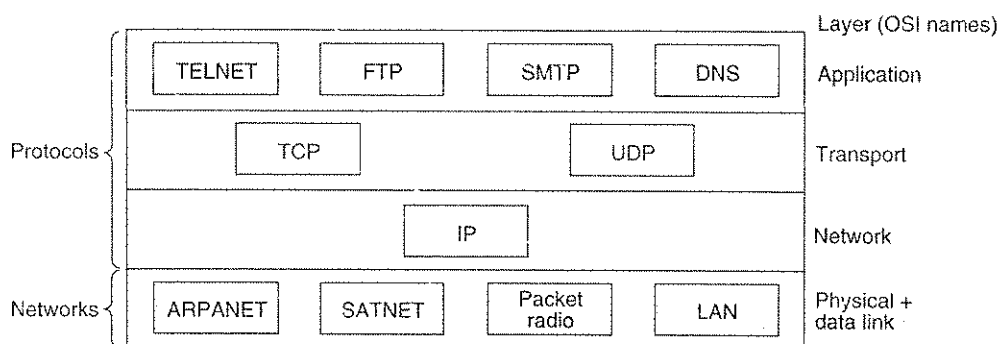 Layer (OSI names)
TELNET FTP SMTP DNS Application
Protocols TCP UDP Transport
IP Network
Networks ARPANET SATNET Packet radio LAN Physical + data link